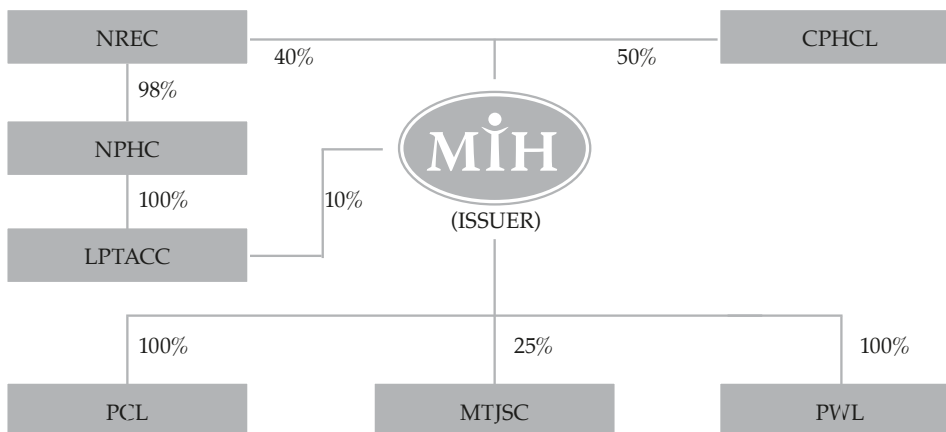 NREC
CPHCL
40%
50%
98%
NPHC
MIH
100%
10%
(ISSUER)
LPTACC
100%
25%
100%
PCL
MTJSC
PWL